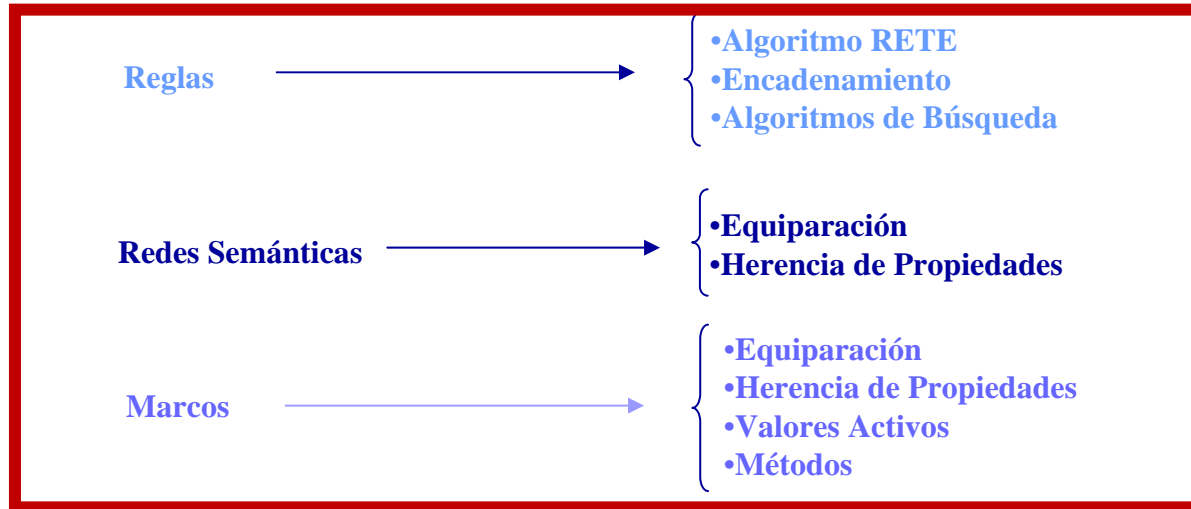 Reglas
•Algoritmo RETE
•Encadenamiento
•Algoritmos de Búsqueda
Redes Semánticas
•Equiparación
•Herencia de Propiedades
Marcos
•Equiparación
•Herencia de Propiedades
•Valores Activos
•Métodos